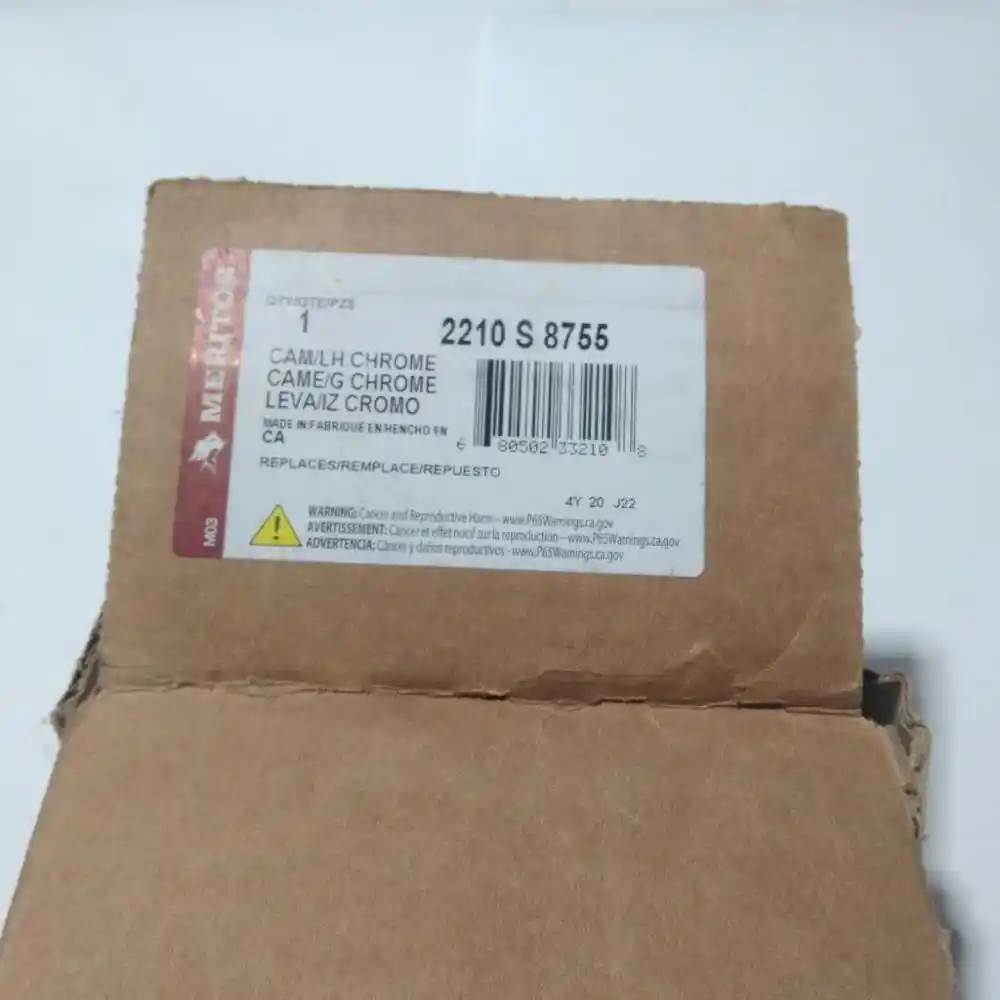 MERITOR
M03
QTY/QTE/PZS
1
2210 S 8755
CAM/LH CHROME
CAME/G CHROME
LEVA/IZ CROMO
MADE IN/FABRIQUE EN/HENCHO EN
CA
6 80502 33210 8
REPLACES/REMPLACE/REPUESTO
4Y 20 J22
WARNING: Cancer and Reproductive Harm - www.P65Warnings.ca.gov
AVERTISSEMENT: Cancer et effet nocif sur la reproduction - www.P65Warnings.ca.gov
ADVERTENCIA: Cáncer y daños reproductivos - www.P65Warnings.ca.gov